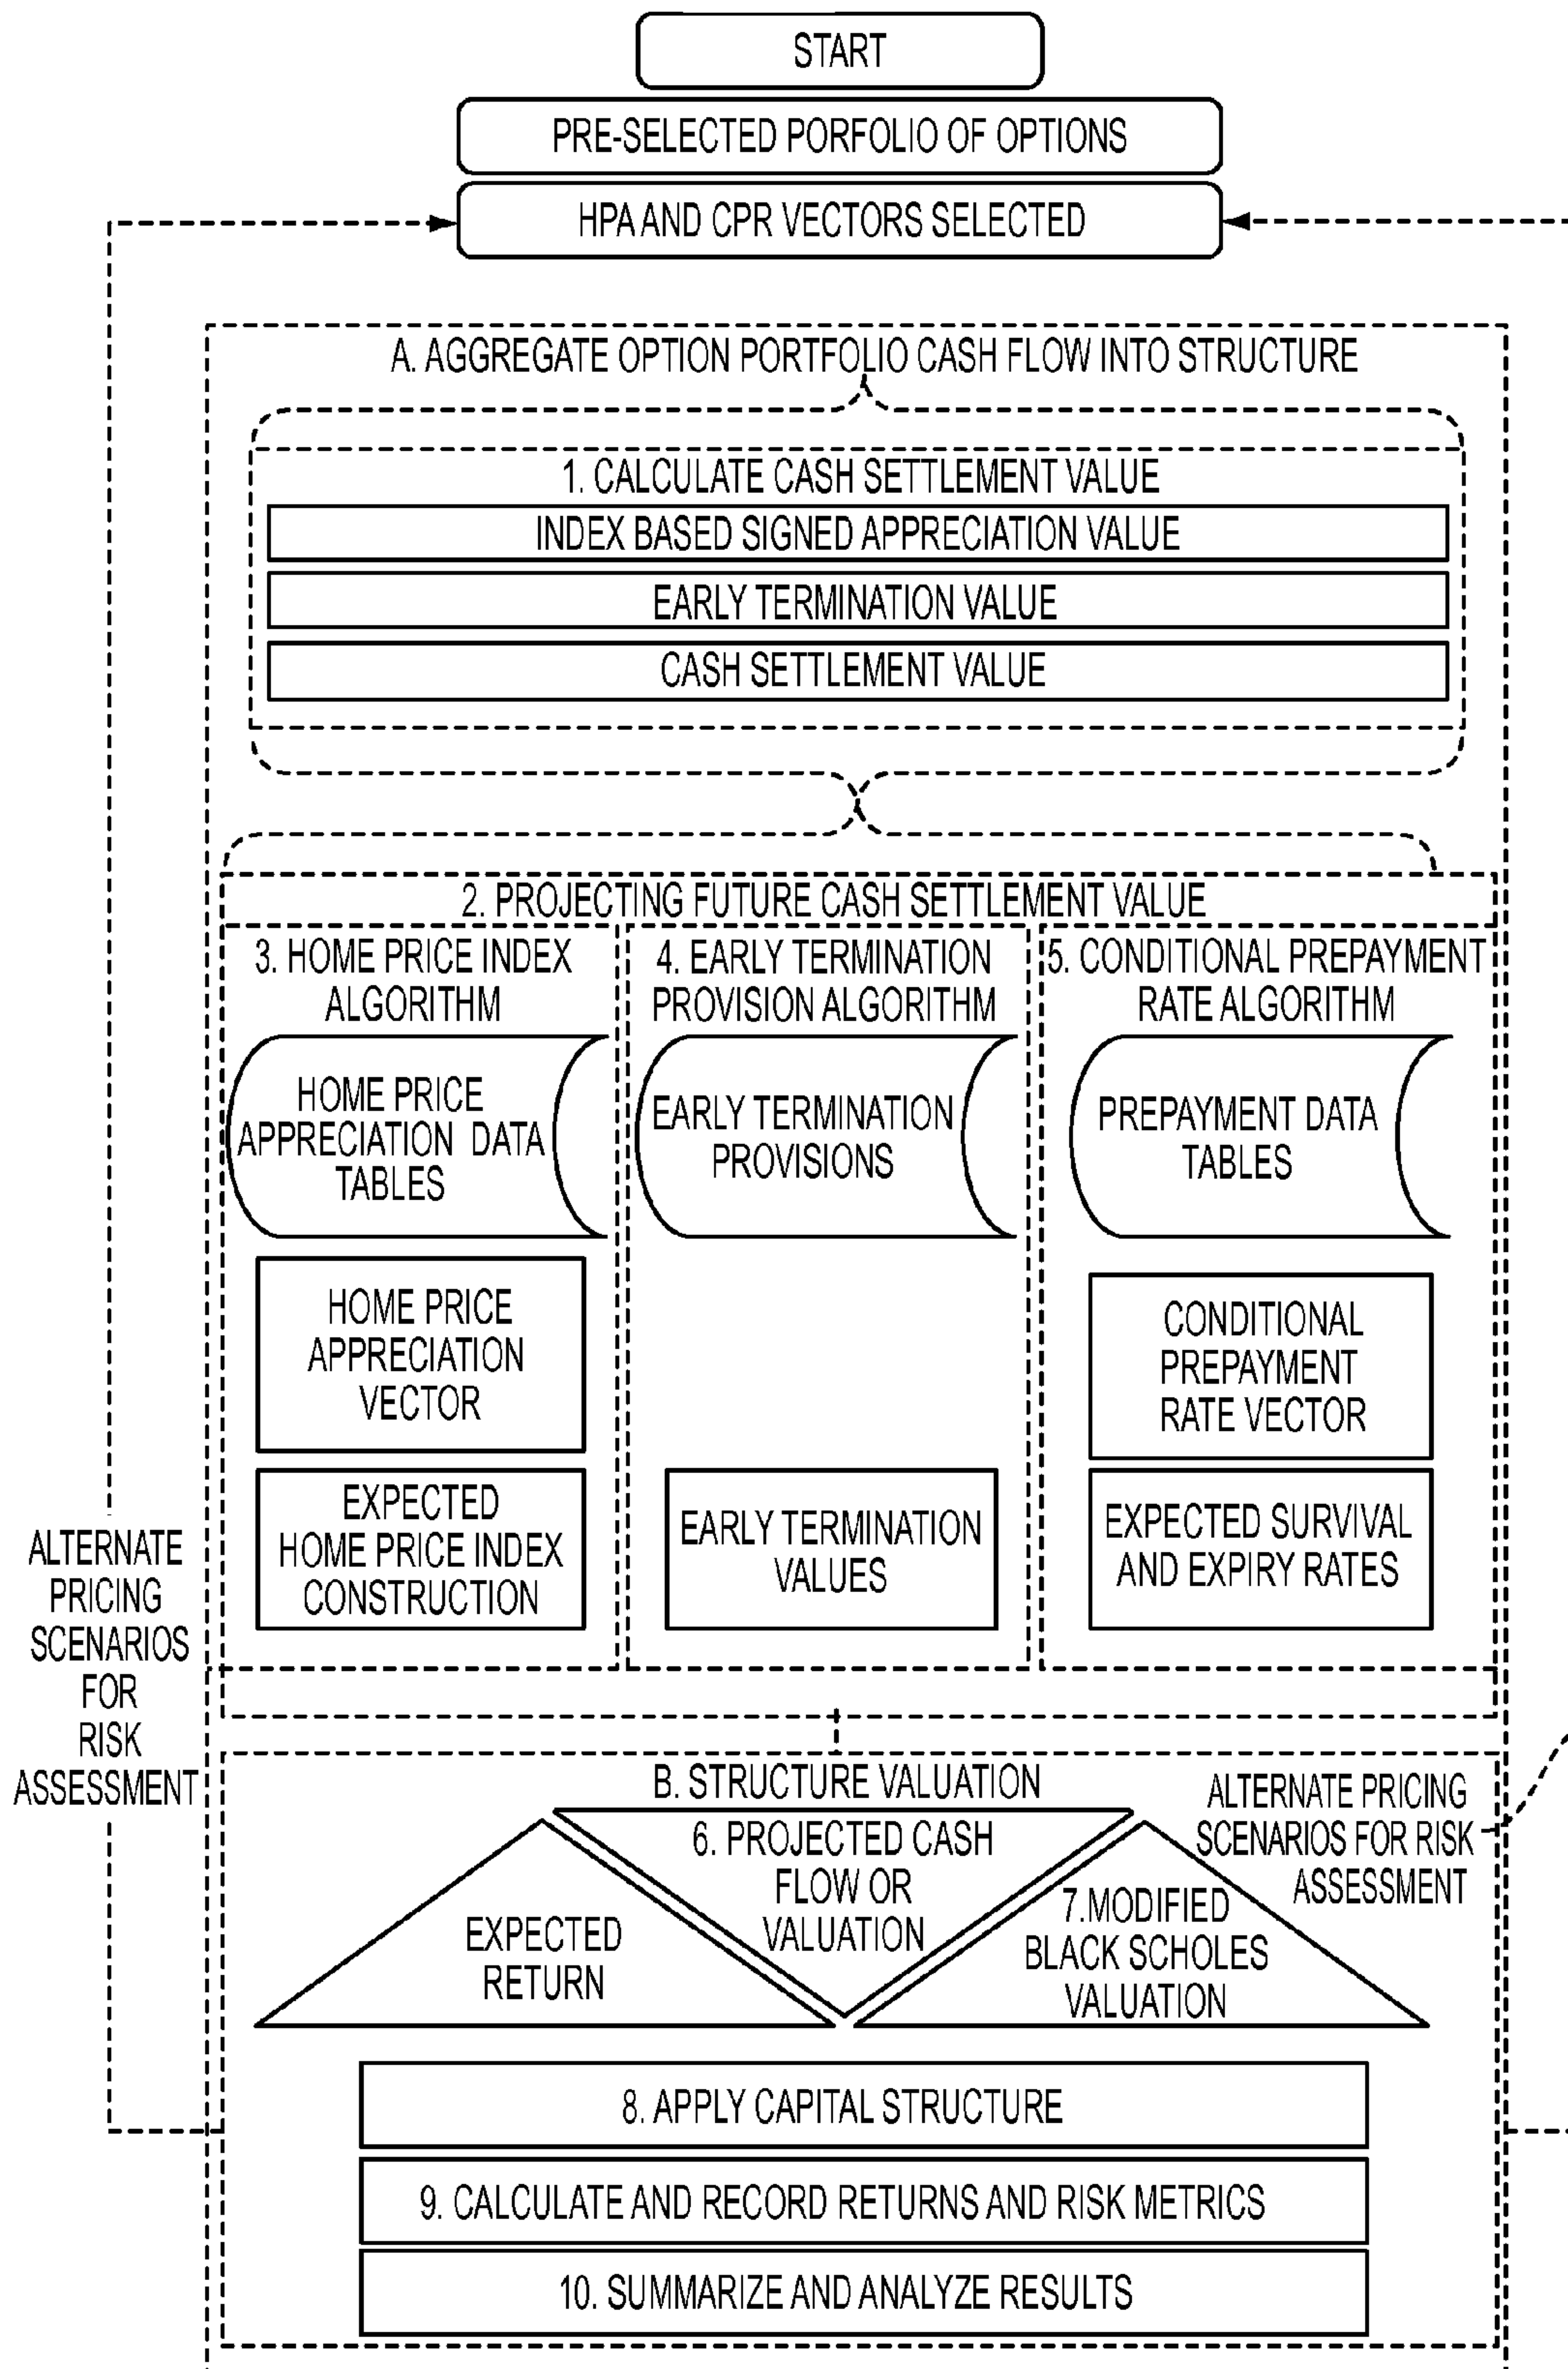 START
PRE-SELECTED PORFOLIO OF OPTIONS
HPA AND CPR VECTORS SELECTED
A. AGGREGATE OPTION PORTFOLIO CASH FLOW INTO STRUCTURE
1. CALCULATE CASH SETTLEMENT VALUE
INDEX BASED SIGNED APPRECIATION VALUE
EARLY TERMINATION VALUE
CASH SETTLEMENT VALUE
2. PROJECTING FUTURE CASH SETTLEMENT VALUE
3. HOME PRICE INDEX
ALGORITHM
HOME PRICE
APPRECIATION DATA
TABLES
HOME PRICE
APPRECIATION
VECTOR
EXPECTED
HOME PRICE INDEX
CONSTRUCTION
4. EARLY TERMINATION
PROVISION ALGORITHM
EARLY TERMINATION
PROVISIONS
EARLY TERMINATION
VALUES
5. CONDITIONAL PREPAYMENT
RATE ALGORITHM
PREPAYMENT DATA
TABLES
CONDITIONAL
PREPAYMENT
RATE VECTOR
EXPECTED SURVIVAL
AND EXPIRY RATES
ALTERNATE
PRICING
SCENARIOS
FOR
RISK
ASSESSMENT
B. STRUCTURE VALUATION
EXPECTED
RETURN
6. PROJECTED CASH
FLOW OR
VALUATION
7.MODIFIED
BLACK SCHOLES
VALUATION
ALTERNATE PRICING
SCENARIOS FOR RISK
ASSESSMENT
8. APPLY CAPITAL STRUCTURE
9. CALCULATE AND RECORD RETURNS AND RISK METRICS
10. SUMMARIZE AND ANALYZE RESULTS